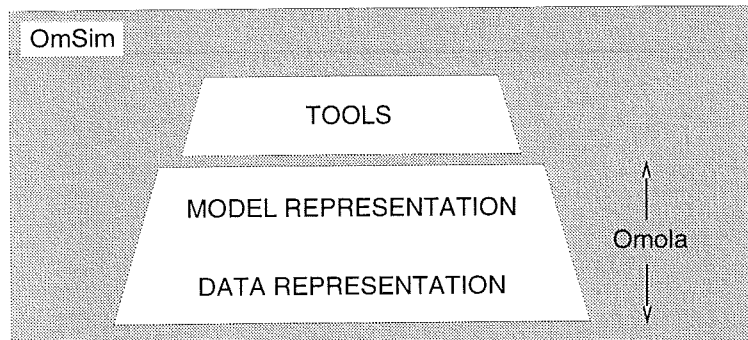 OmSim
TOOLS
MODEL REPRESENTATION
Omola
DATA REPRESENTATION